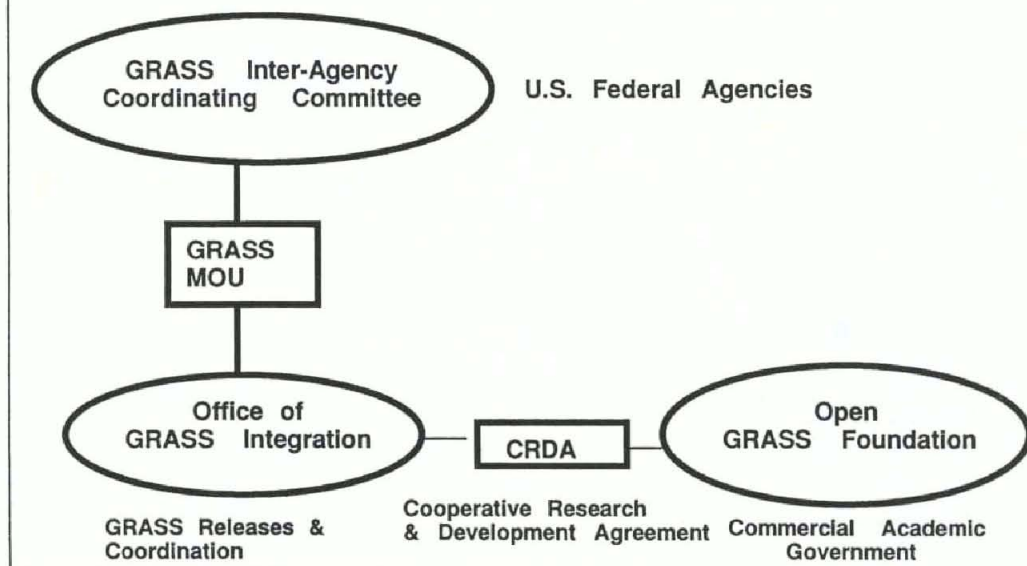 GRASS Inter-Agency
Coordinating Committee
U.S. Federal Agencies
GRASS
MOU
Office of
GRASS Integration
CRDA
Open
GRASS Foundation
GRASS Releases &
Coordination
Cooperative Research
& Development Agreement
Commercial Academic
Government